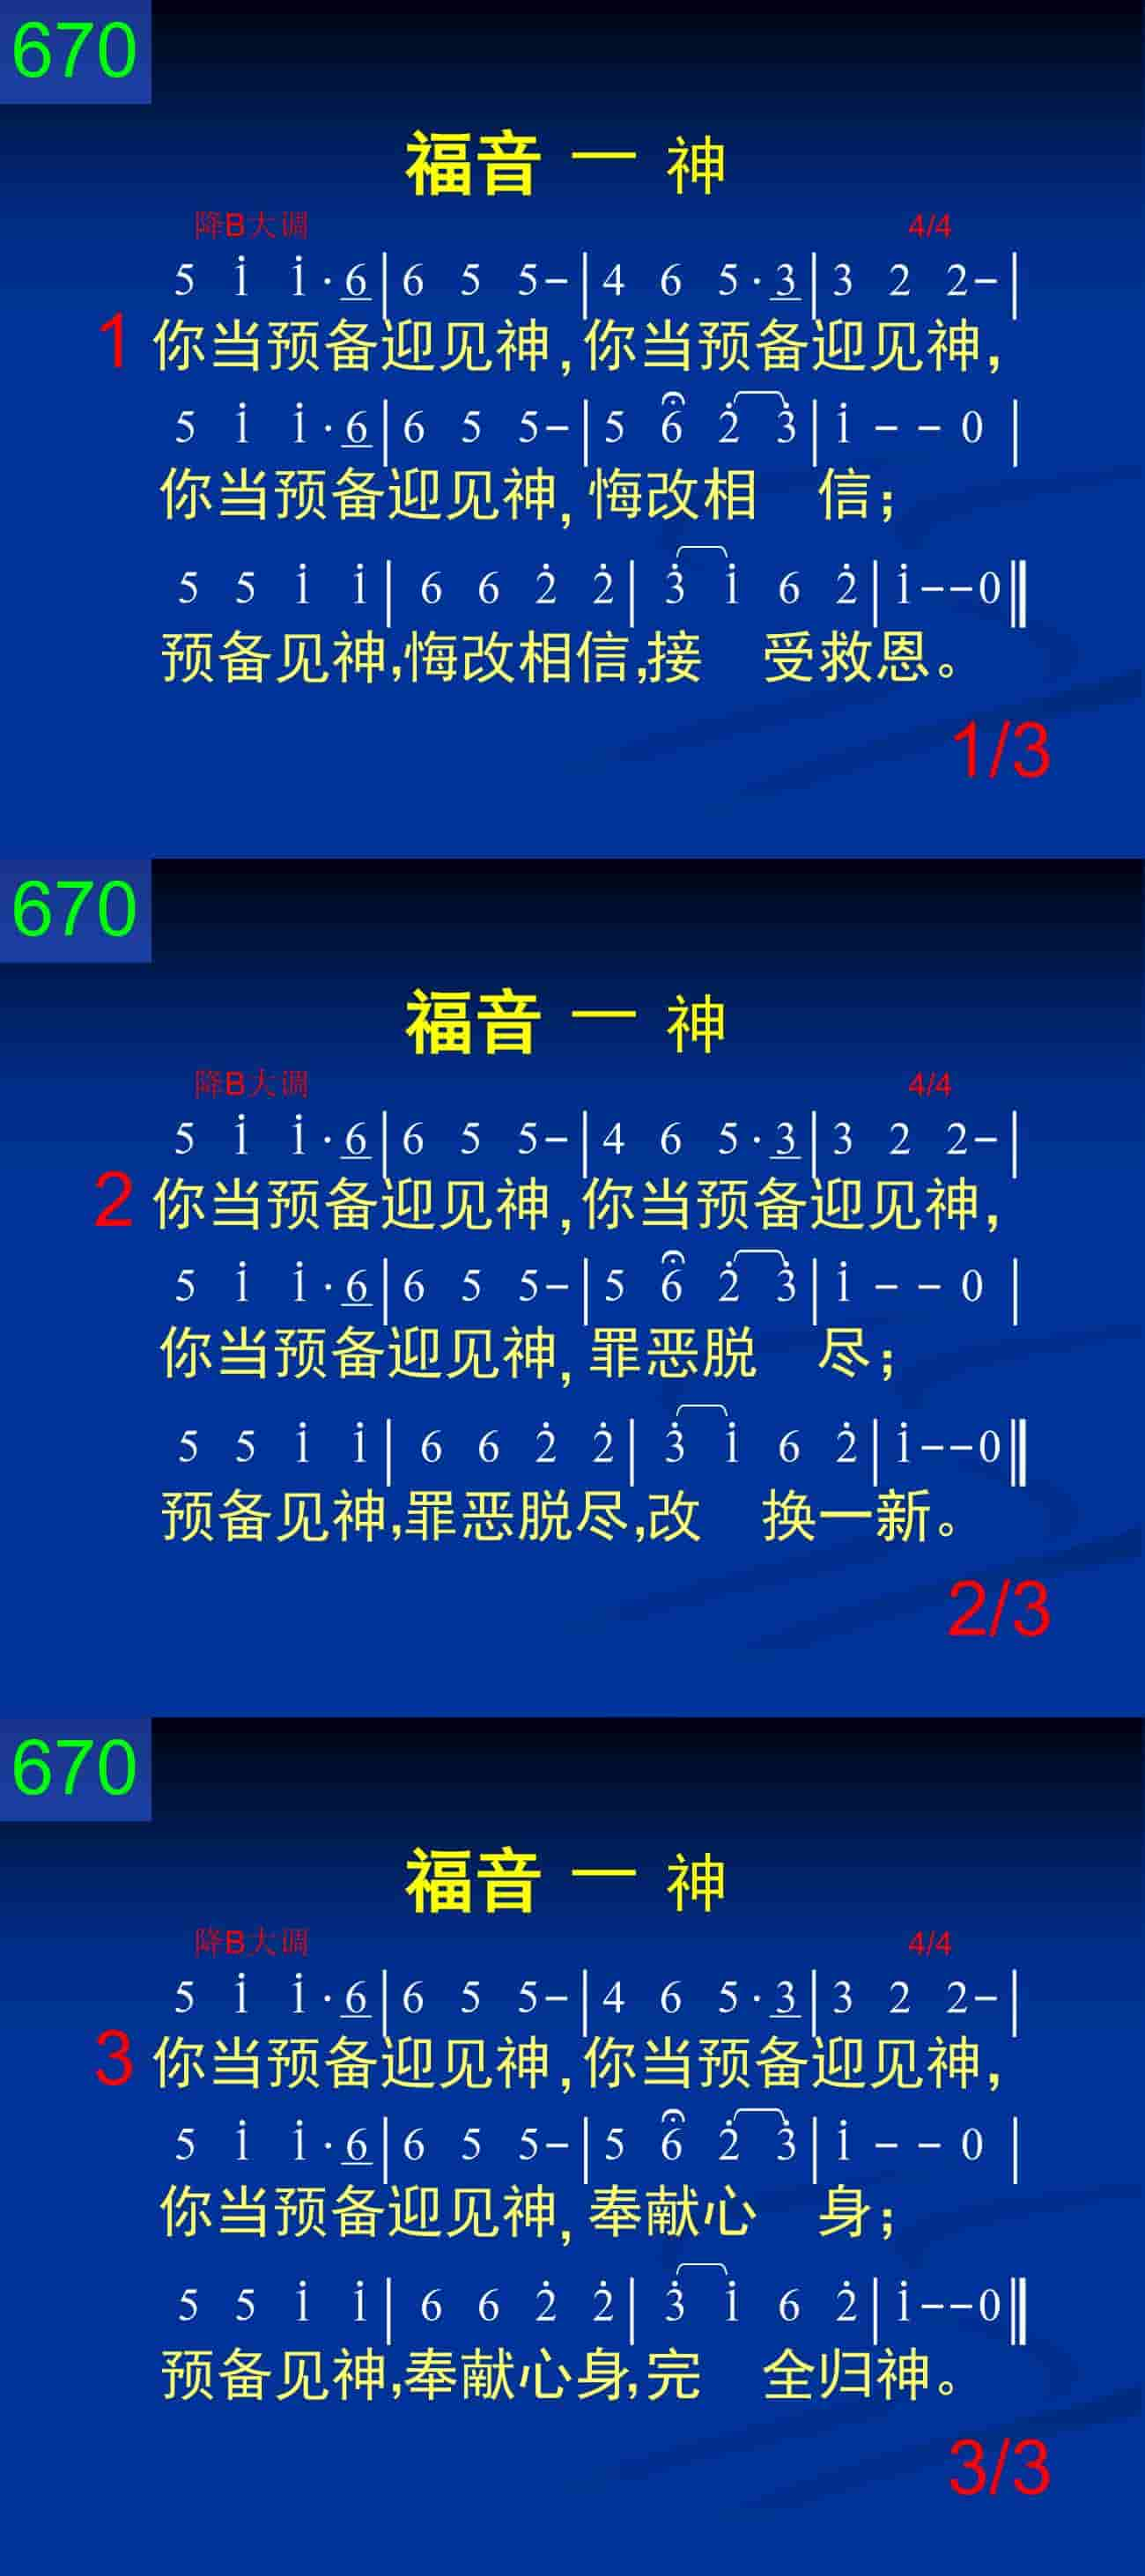 670
福音 一 神
降B大调 4/4
5 i̇ i̇·6̲|6 5 5–|4 6 5·3̲|3 2 2–|
1 你当预备迎见神,你当预备迎见神,
5 i̇ i̇·6̲|6 5 5–|5 6 2̇ 3̇|i̇ – – 0 |
你当预备迎见神, 悔改相 信;
5 5 i̇ i̇| 6 6 2̇ 2̇| 3̇ i̇ 6 2̇|i̇––0‖
预备见神,悔改相信,接 受救恩。
1/3
670
福音 一 神
降B大调 4/4
5 i̇ i̇·6̲|6 5 5–|4 6 5·3̲|3 2 2–|
2 你当预备迎见神,你当预备迎见神,
5 i̇ i̇·6̲|6 5 5–|5 6 2̇ 3̇|i̇ – – 0 |
你当预备迎见神, 罪恶脱 尽;
5 5 i̇ i̇| 6 6 2̇ 2̇| 3̇ i̇ 6 2̇|i̇––0‖
预备见神,罪恶脱尽,改 换一新。
2/3
670
福音 一 神
降B大调 4/4
5 i̇ i̇·6̲|6 5 5–|4 6 5·3̲|3 2 2–|
3 你当预备迎见神,你当预备迎见神,
5 i̇ i̇·6̲|6 5 5–|5 6 2̇ 3̇|i̇ – – 0 |
你当预备迎见神, 奉献心 身;
5 5 i̇ i̇| 6 6 2̇ 2̇| 3̇ i̇ 6 2̇|i̇––0‖
预备见神,奉献心身,完 全归神。
3/3